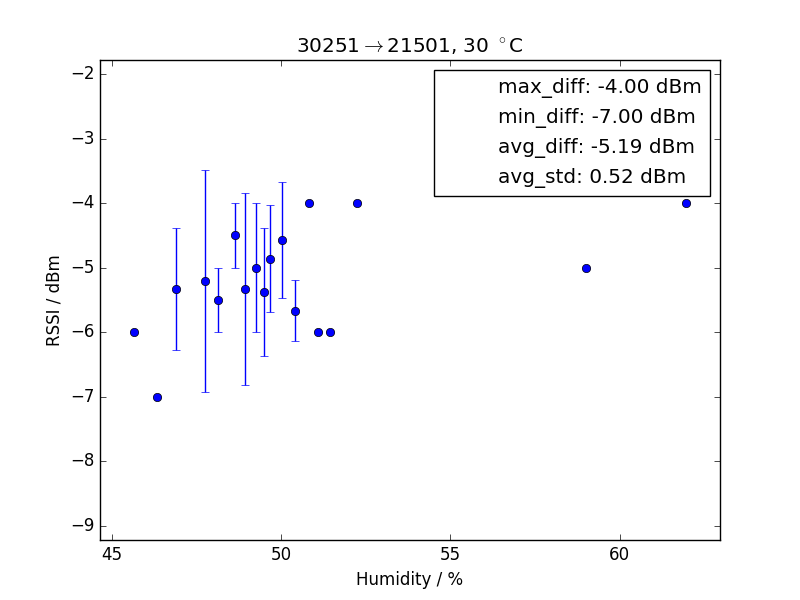 30251→21501, 30 °C
max_diff: -4.00 dBm
min_diff: -7.00 dBm
avg_diff: -5.19 dBm
avg_std: 0.52 dBm
RSSI / dBm
−2
−3
−4
−5
−6
−7
−8
−9
45 50 55 60
Humidity / %